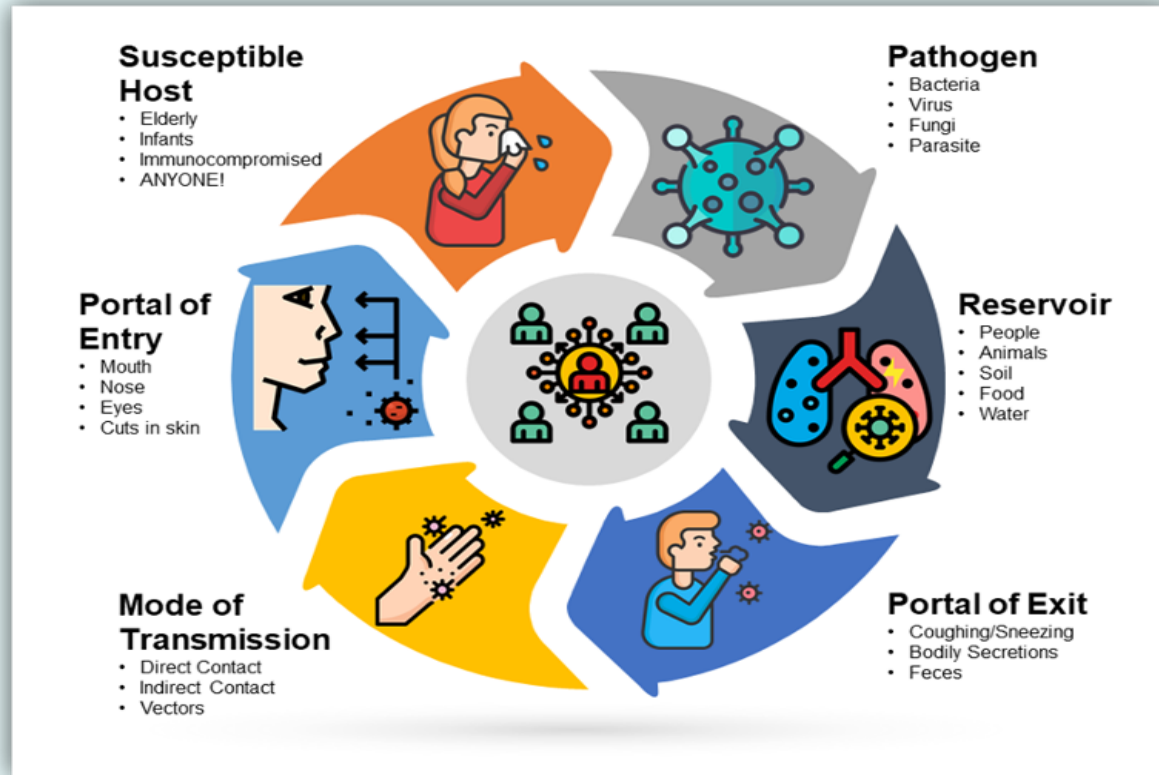 Susceptible
Host
• Elderly
• Infants
• Immunocompromised
• ANYONE!
Pathogen
• Bacteria
• Virus
• Fungi
• Parasite
Reservoir
• People
• Animals
• Soil
• Food
• Water
Portal of Exit
• Coughing/Sneezing
• Bodily Secretions
• Feces
Mode of
Transmission
• Direct Contact
• Indirect Contact
• Vectors
Portal of
Entry
• Mouth
• Nose
• Eyes
• Cuts in skin